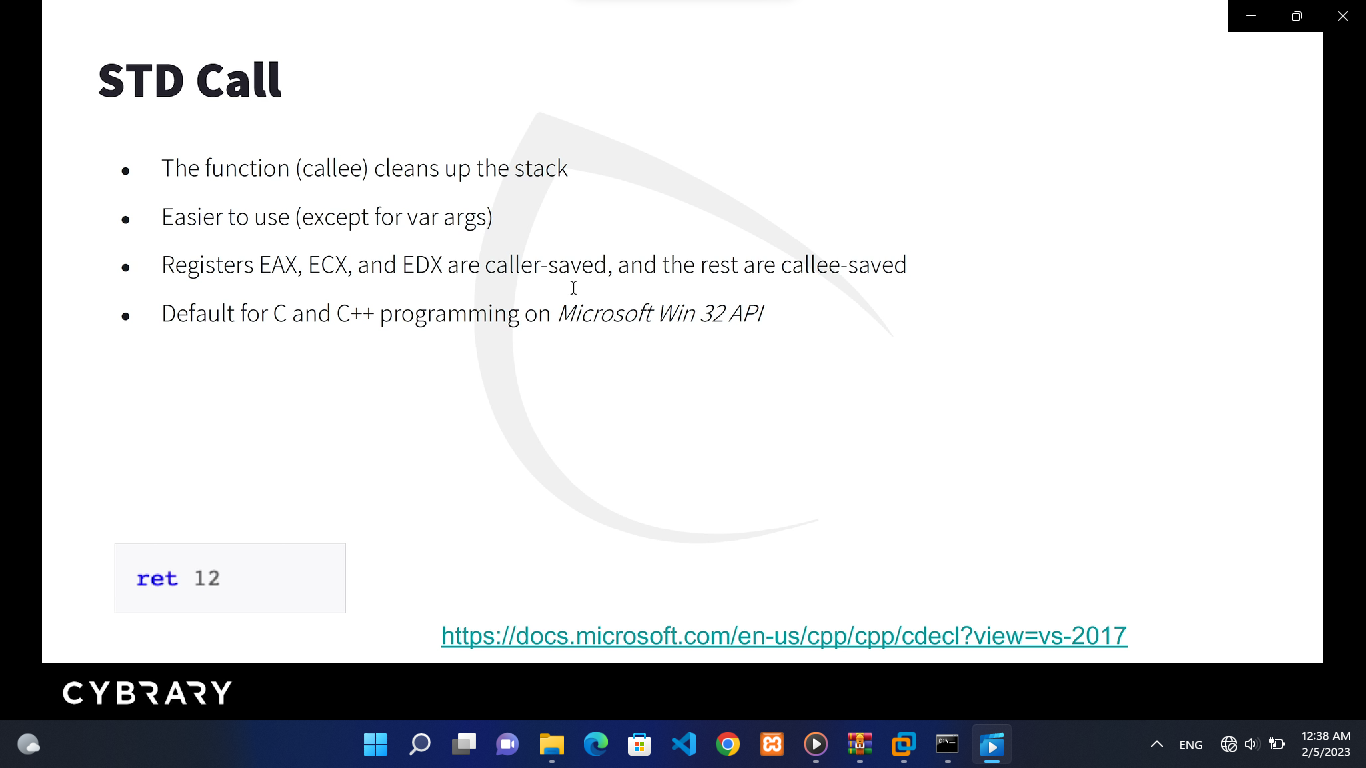 STD Call
The function (callee) cleans up the stack
Easier to use (except for var args)
Registers EAX, ECX, and EDX are caller-saved, and the rest are callee-saved
Default for C and C++ programming on Microsoft Win 32 API
ret 12
https://docs.microsoft.com/en-us/cpp/cpp/cdecl?view=vs-2017
CYBRARY
ENG
12:38 AM
2/5/2023